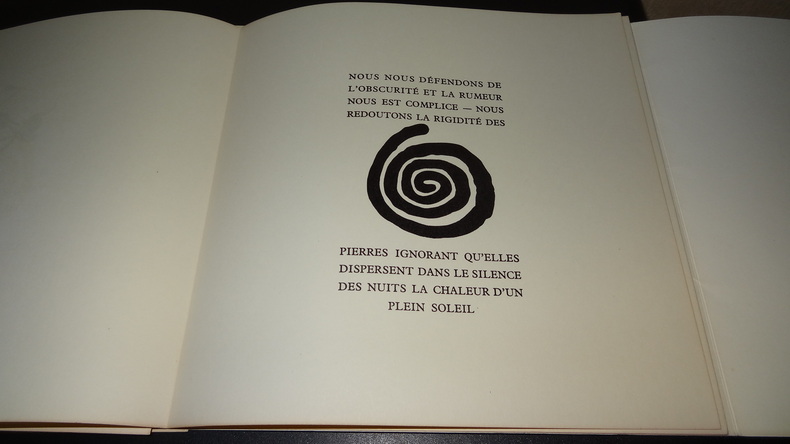 NOUS NOUS DÉFENDONS DE
L'OBSCURITÉ ET LA RUMEUR
NOUS EST COMPLICE — NOUS
REDOUTONS LA RIGIDITÉ DES
PIERRES IGNORANT QU'ELLES
DISPERSENT DANS LE SILENCE
DES NUITS LA CHALEUR D'UN
PLEIN SOLEIL